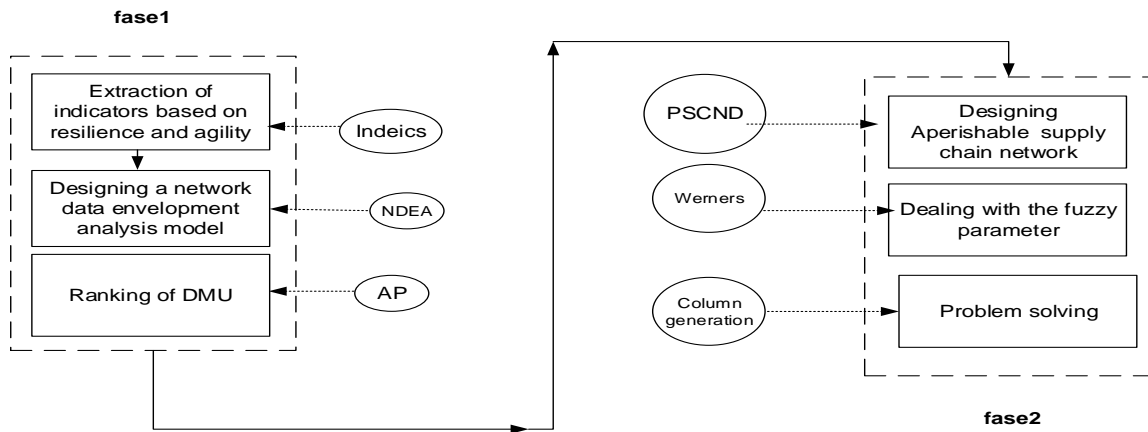 fase1
Extraction of
indicators based on
resilience and agility
Indeics
Designing a network
data envelopment
analysis model
NDEA
Ranking of DMU
AP
PSCND
Designing
Aperishable supply
chain network
Werners
Dealing with the fuzzy
parameter
Column
generation
Problem solving
fase2